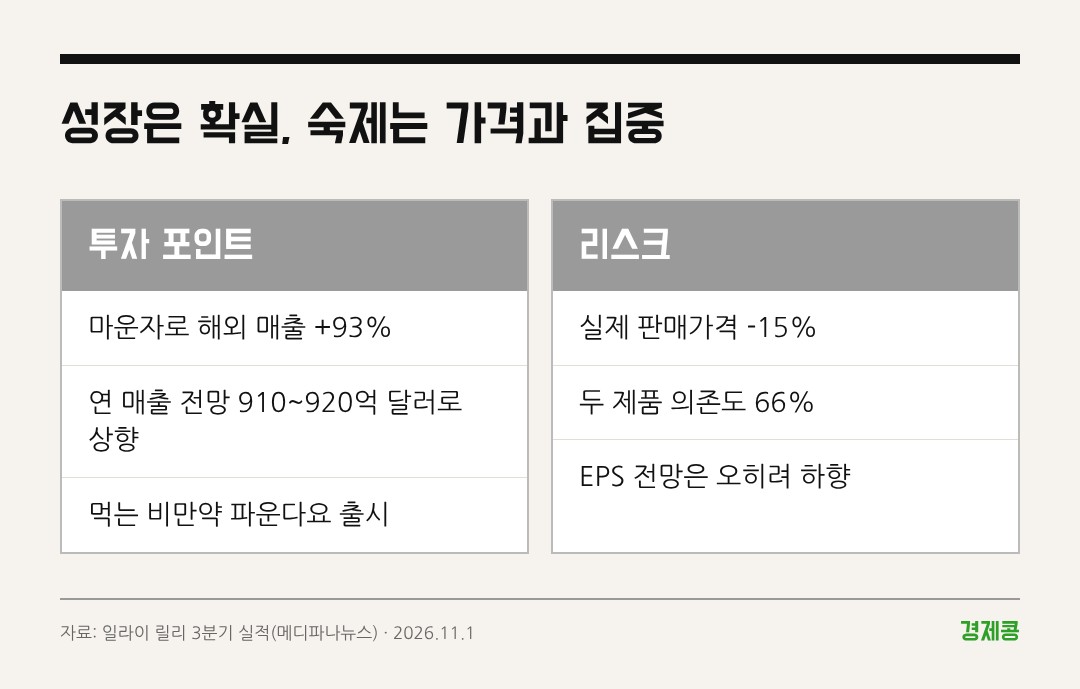 성장은 확실, 숙제는 가격과 집중
투자 포인트
마운자로 해외 매출 +93%
연 매출 전망 910~920억 달러로
상향
먹는 비만약 파운다요 출시
리스크
실제 판매가격 -15%
두 제품 의존도 66%
EPS 전망은 오히려 하향
자료: 일라이 릴리 3분기 실적(메디파나뉴스) · 2026.11.1
경제콩